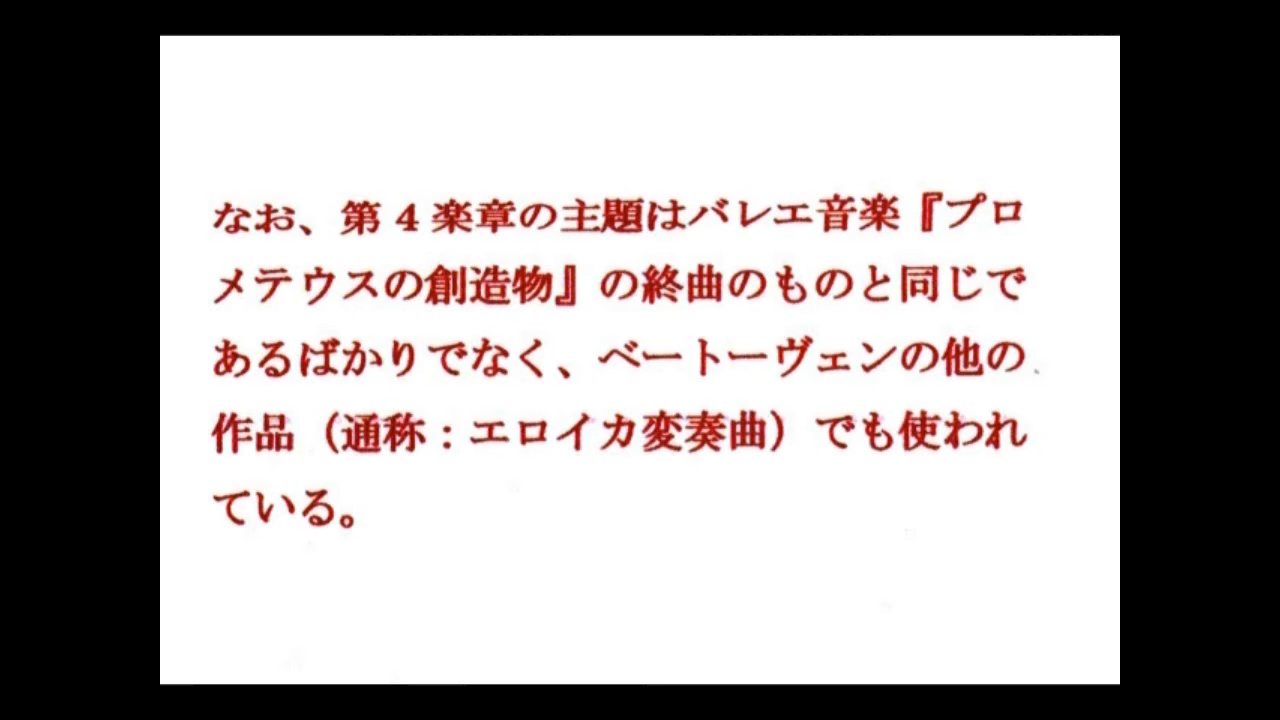 なお、第4楽章の主題はバレエ音楽『プロ
メテウスの創造物』の終曲のものと同じで
あるばかりでなく、ベートーヴェンの他の
作品（通称：エロイカ変奏曲）でも使われ
ている。